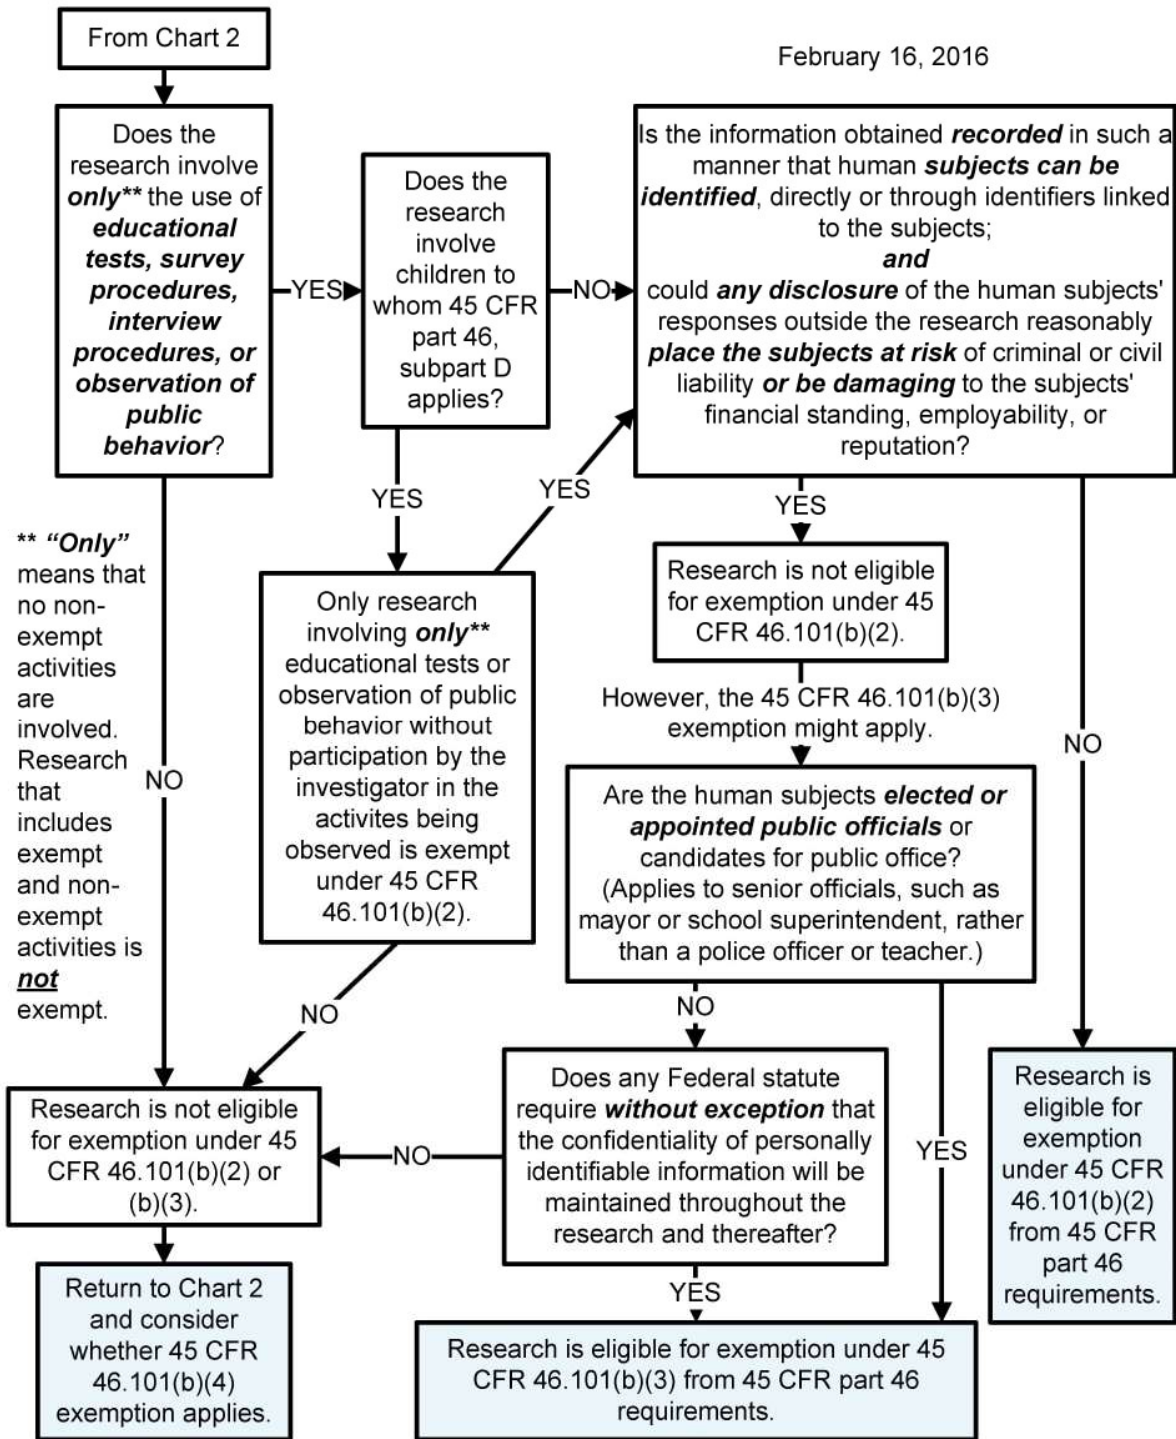 From Chart 2
February 16, 2016
Does the
research involve
only** the use of
educational
tests, survey
procedures,
interview
procedures, or
observation of
public
behavior?
YES
Does the
research
involve
children to
whom 45 CFR
part 46,
subpart D
applies?
NO
Is the information obtained recorded in such a
manner that human subjects can be
identified, directly or through identifiers linked
to the subjects;
and
could any disclosure of the human subjects'
responses outside the research reasonably
place the subjects at risk of criminal or civil
liability or be damaging to the subjects'
financial standing, employability, or
reputation?
YES
YES
YES
** “Only”
means that
no non-
exempt
activities
are
involved.
Research
that
includes
exempt
and non-
exempt
activities is
not
exempt.
NO
Only research
involving only**
educational tests or
observation of public
behavior without
participation by the
investigator in the
activites being
observed is exempt
under 45 CFR
46.101(b)(2).
Research is not eligible
for exemption under 45
CFR 46.101(b)(2).
However, the 45 CFR 46.101(b)(3)
exemption might apply.
NO
Are the human subjects elected or
appointed public officials or
candidates for public office?
(Applies to senior officials, such as
mayor or school superintendent, rather
than a police officer or teacher.)
NO
NO
Research is not eligible
for exemption under 45
CFR 46.101(b)(2) or
(b)(3).
NO
Does any Federal statute
require without exception that
the confidentiality of personally
identifiable information will be
maintained throughout the
research and thereafter?
YES
Research is
eligible for
exemption
under 45 CFR
46.101(b)(2)
from 45 CFR
part 46
requirements.
Return to Chart 2
and consider
whether 45 CFR
46.101(b)(4)
exemption applies.
YES
Research is eligible for exemption under 45
CFR 46.101(b)(3) from 45 CFR part 46
requirements.